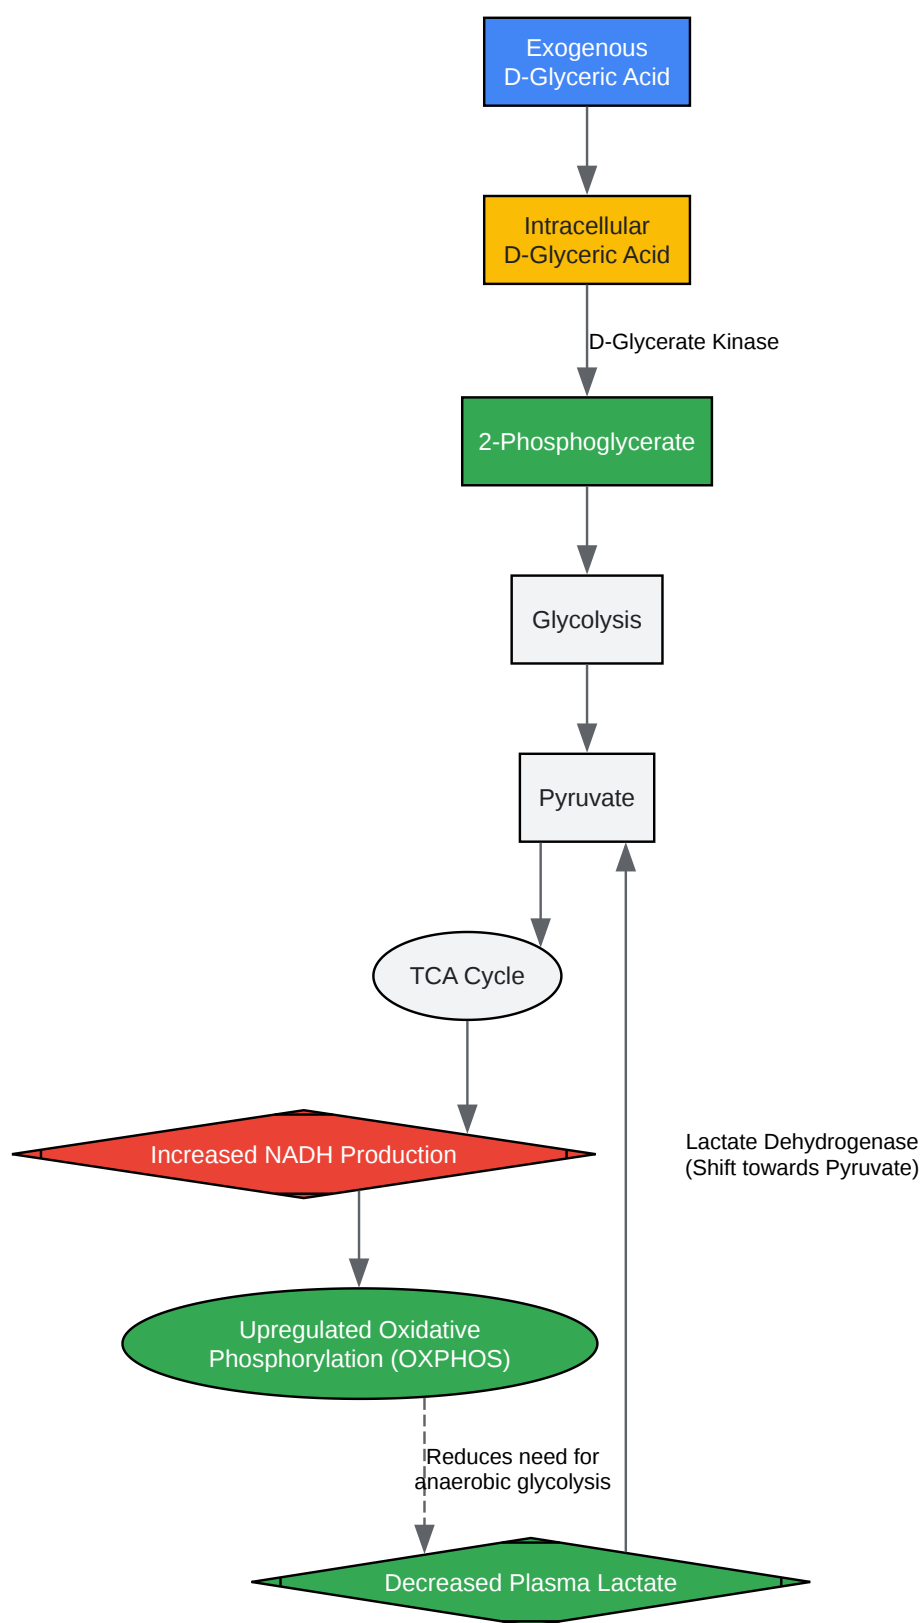 Exogenous
D-Glyceric Acid
Intracellular
D-Glyceric Acid
D-Glycerate Kinase
2-Phosphoglycerate
Glycolysis
Pyruvate
TCA Cycle
Lactate Dehydrogenase
(Shift towards Pyruvate)
Increased NADH Production
Upregulated Oxidative
Phosphorylation (OXPHOS)
Reduces need for
anaerobic glycolysis
Decreased Plasma Lactate